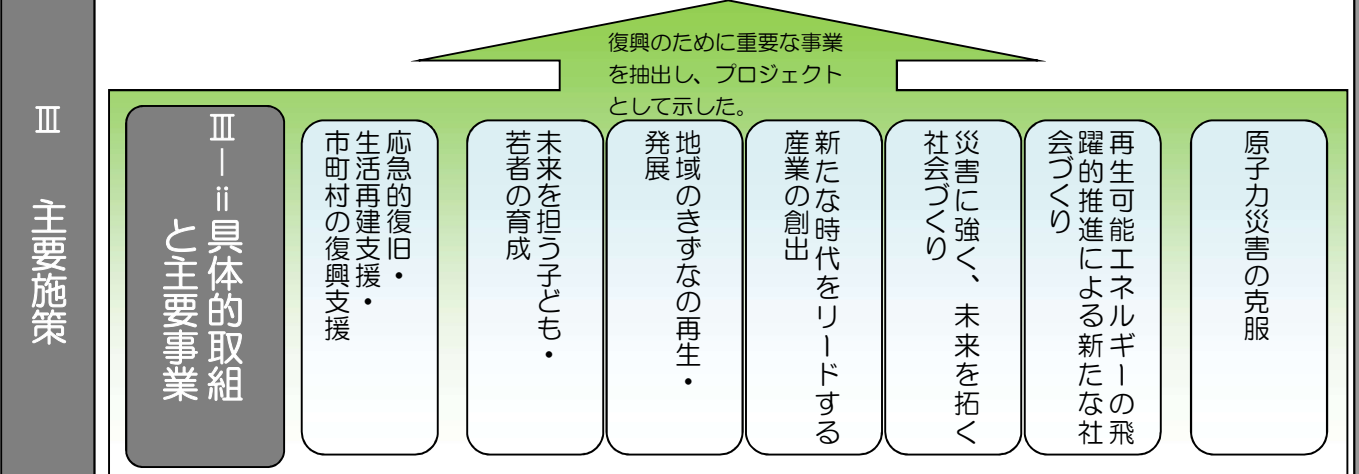 Ⅲ 主要施策
復興のために重要な事業
を抽出し、プロジェクト
として示した。
Ⅲ－ⅱ具体的取組
と主要事業
応急的復旧・
生活再建支援・
市町村の復興支援
未来を担う子ども・
若者の育成
地域のきずなの再生・
発展
新たな時代をリードする
産業の創出
災害に強く、未来を拓く
社会づくり
再生可能エネルギーの飛
躍的推進による新たな社
会づくり
原子力災害の克服